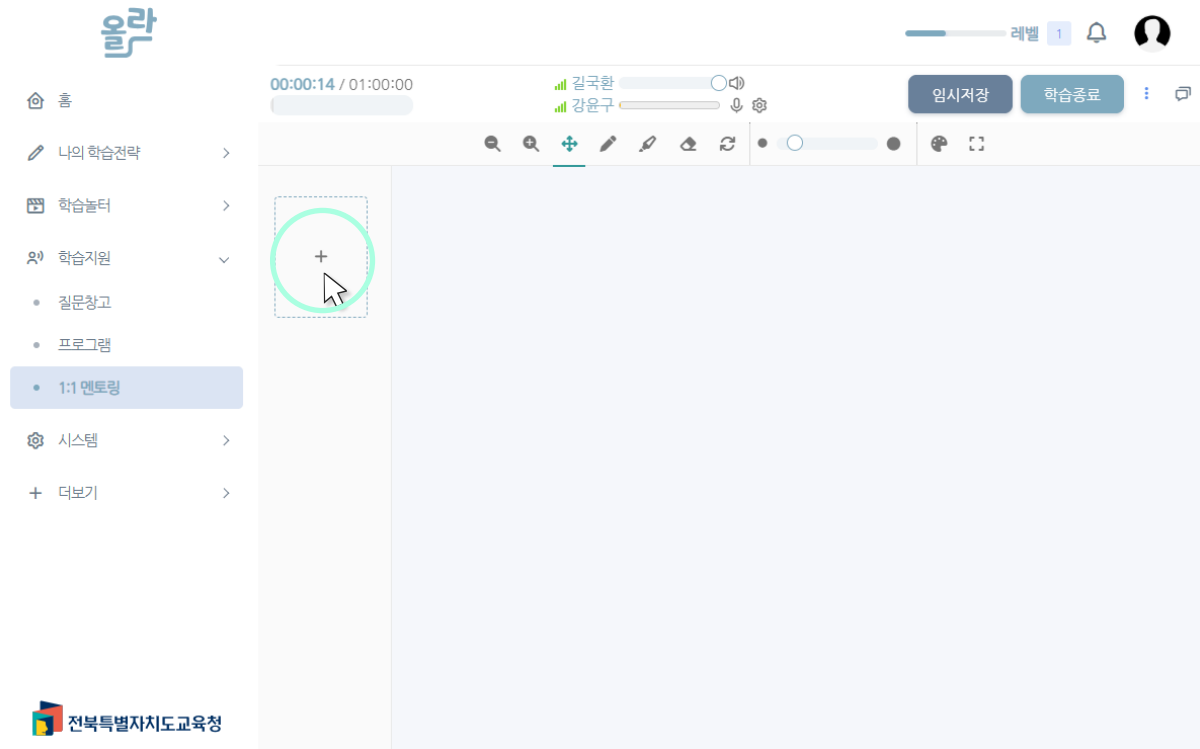 올라
레벨 1
홈
나의 학습전략
학습놀터
학습지원
질문창고
프로그램
1:1 멘토링
시스템
더보기
전북특별자치도교육청
00:00:14 / 01:00:00
길국환
강윤구
임시저장
학습종료